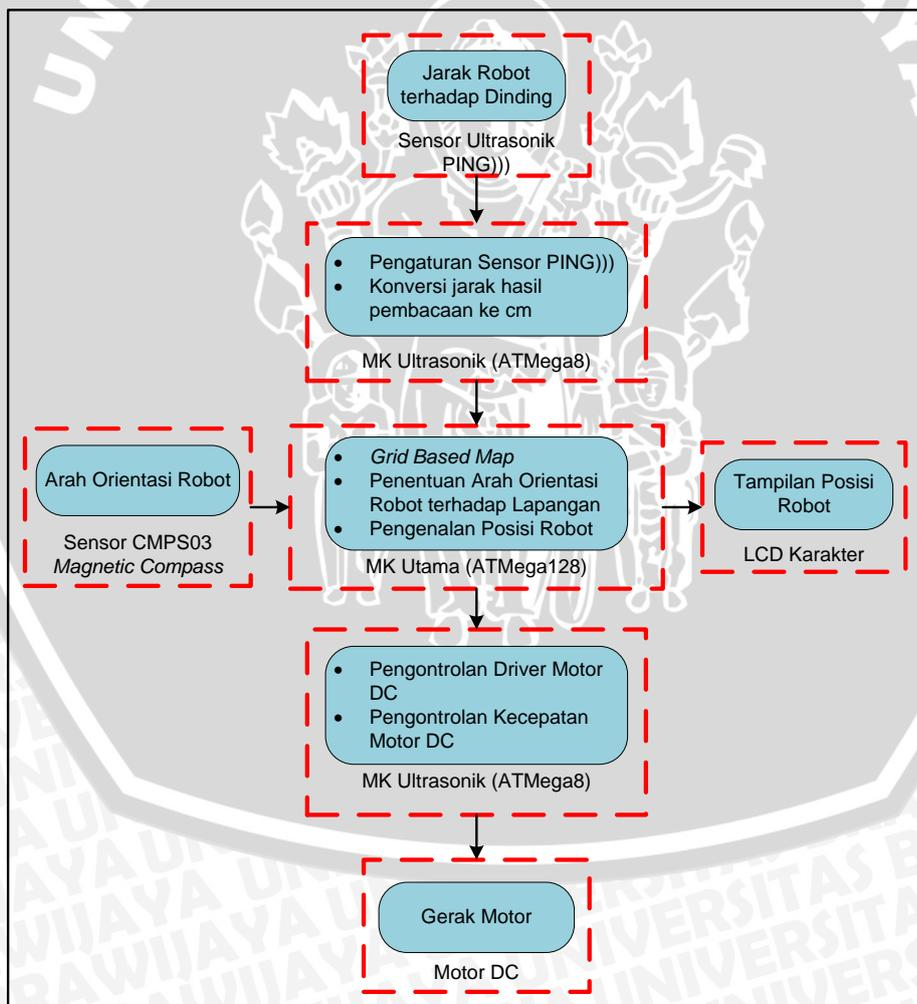 Jarak Robot
terhadap Dinding
Sensor Ultrasonik
PING)))
• Pengaturan Sensor PING)))
• Konversi jarak hasil
pembacaan ke cm
MK Ultrasonik (ATMega8)
Arah Orientasi Robot
Sensor CMPS03
Magnetic Compass
• Grid Based Map
• Penentuan Arah Orientasi
Robot terhadap Lapangan
• Pengenalan Posisi Robot
MK Utama (ATMega128)
Tampilan Posisi
Robot
LCD Karakter
• Pengontrolan Driver Motor
DC
• Pengontrolan Kecepatan
Motor DC
MK Ultrasonik (ATMega8)
Gerak Motor
Motor DC